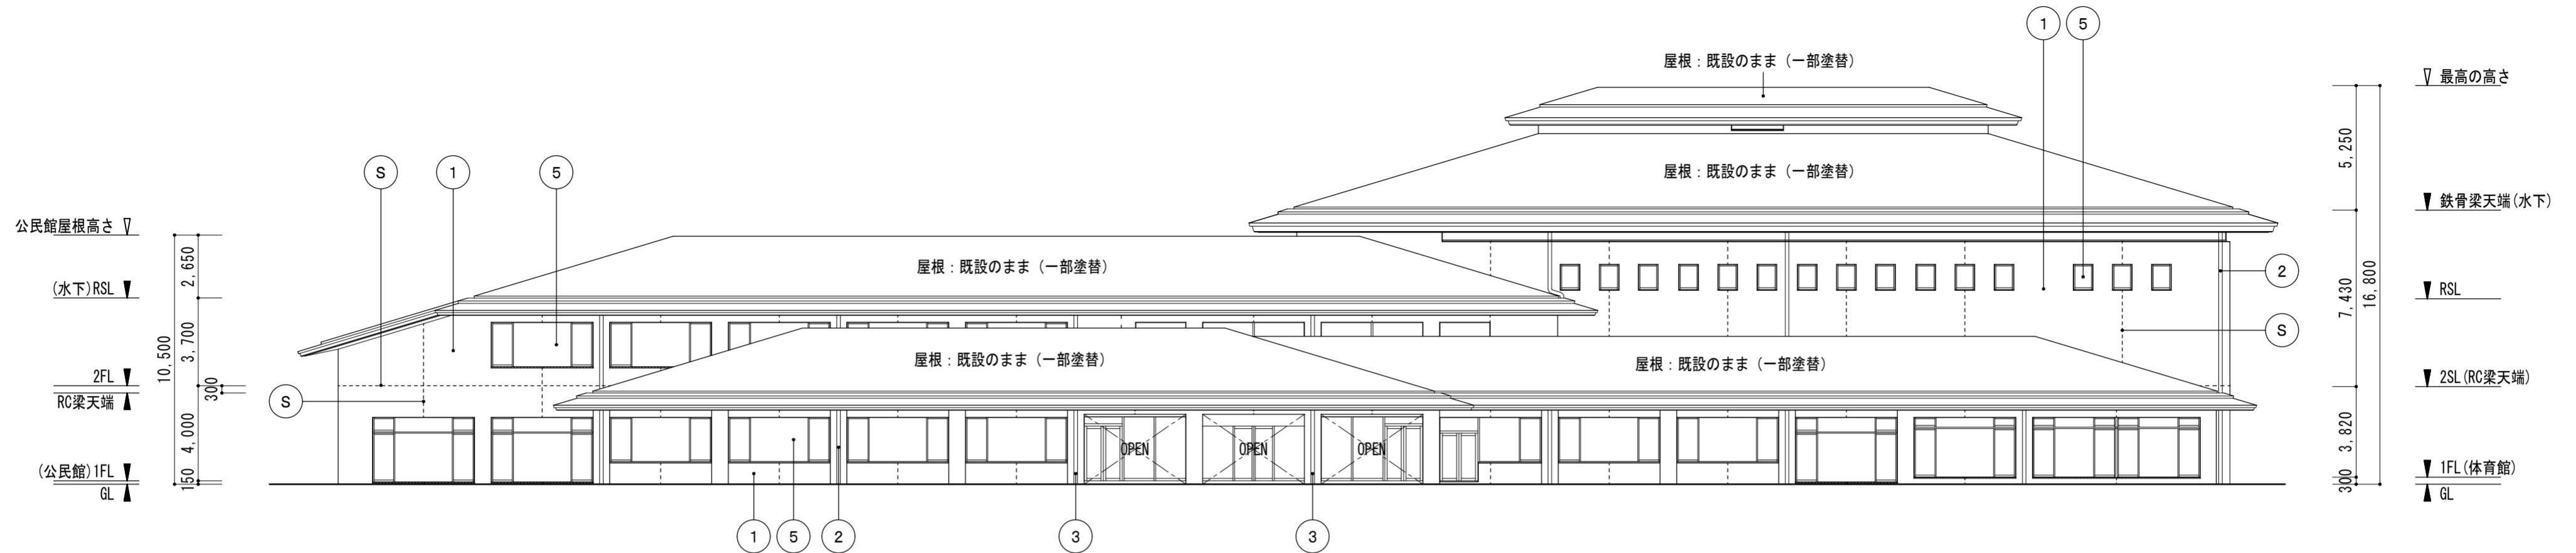 1
5
屋根：既設のまま（一部塗替）
最高の高さ
5,250
S
1
5
屋根：既設のまま（一部塗替）
鉄骨梁天端(水下)
公民館屋根高さ
2,650
屋根：既設のまま（一部塗替）
2
(水下)RSL
RSL
7,430
16,800
3,700
10,500
S
屋根：既設のまま（一部塗替）
屋根：既設のまま（一部塗替）
2FL
300
2SL(RC梁天端)
RC梁天端
S
4,000
3,820
OPEN
OPEN
OPEN
(公民館)1FL
150
1FL(体育館)
300
GL
GL
1
5
2
3
3